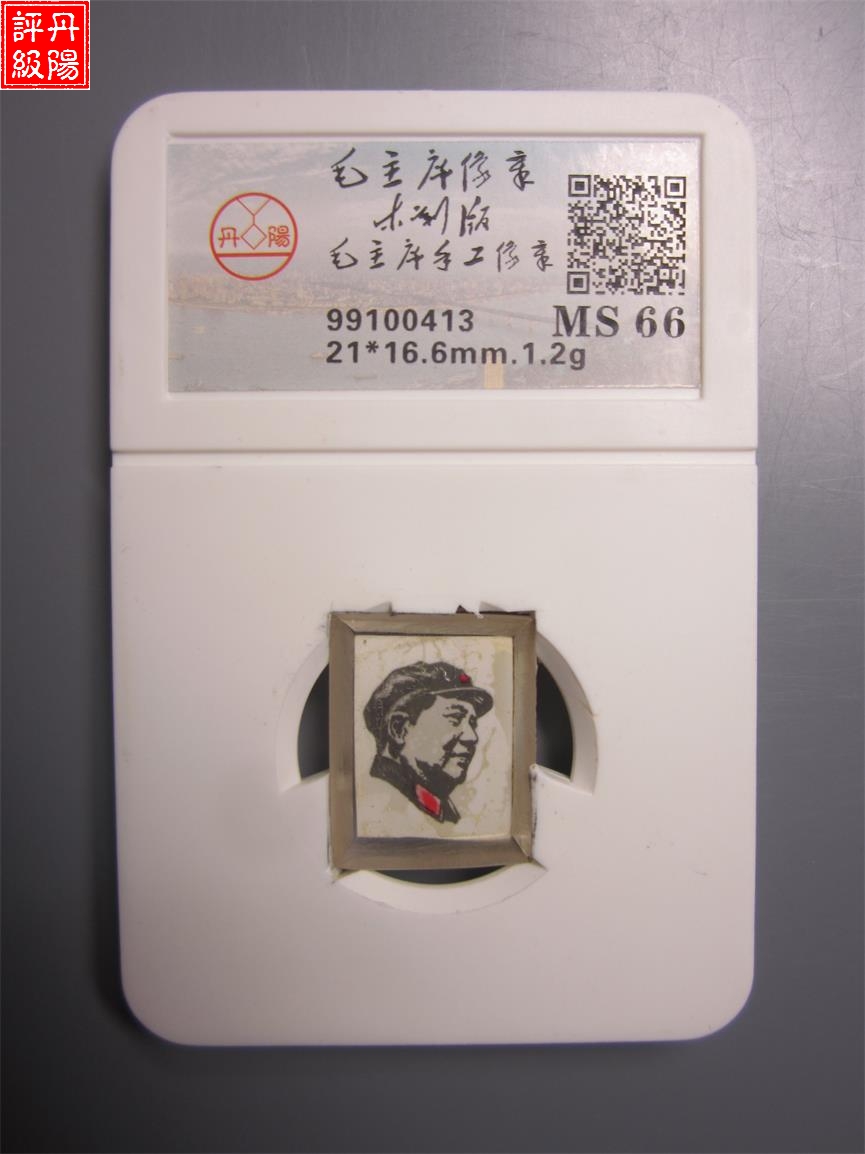 丹陽
評級
毛主席像章
木刻版
毛主席手工像章
丹陽
99100413
MS 66
21*16.6mm.1.2g